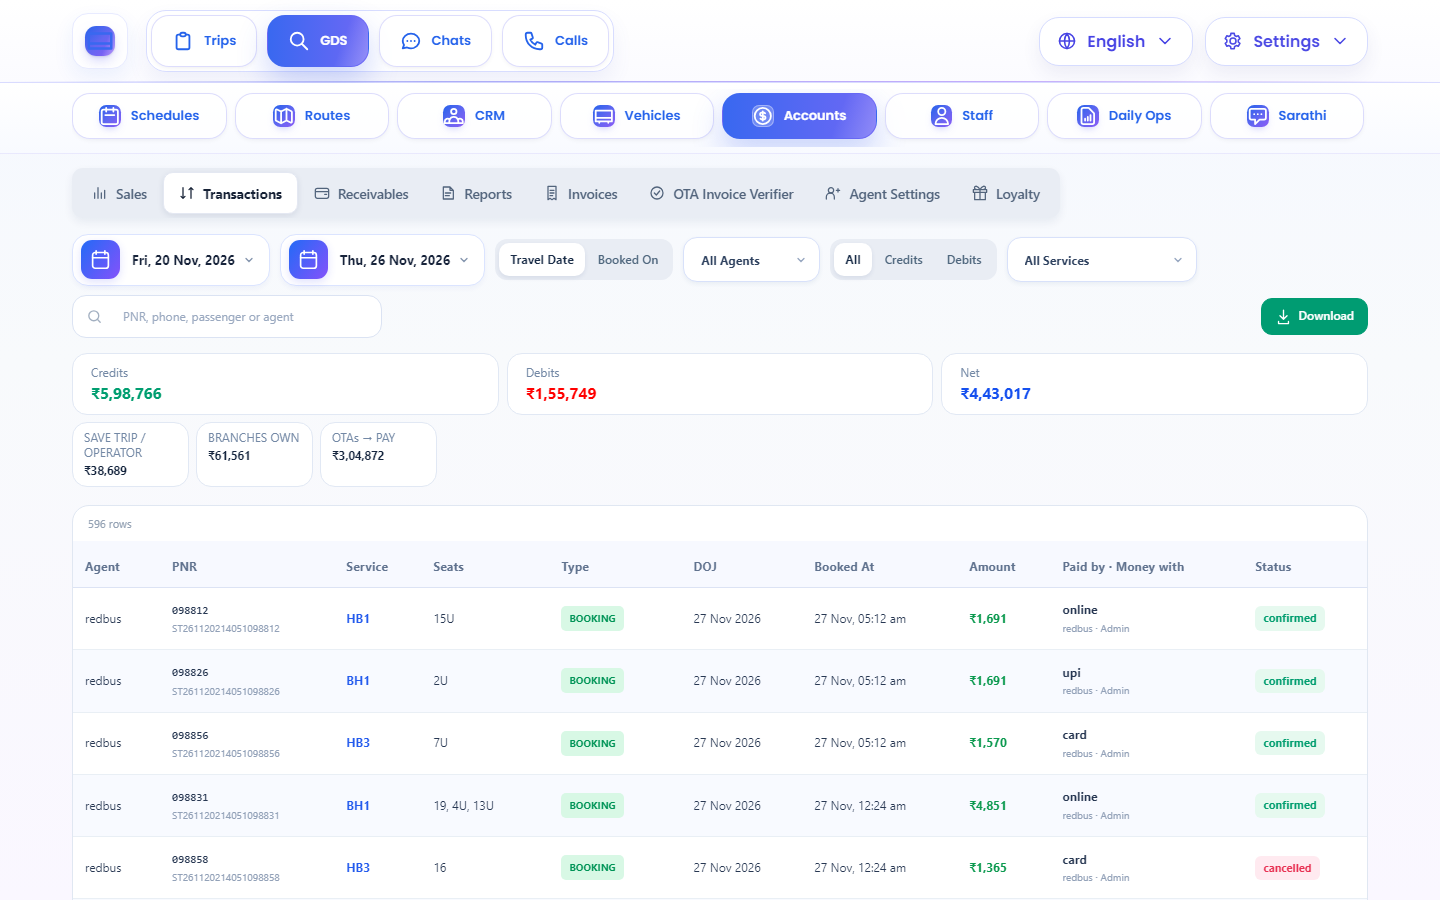 Trips
GDS
Chats
Calls
English
Settings
Schedules
Routes
CRM
Vehicles
Accounts
Staff
Daily Ops
Sarathi
Sales
Transactions
Receivables
Reports
Invoices
OTA Invoice Verifier
Agent Settings
Loyalty
Fri, 20 Nov, 2026
Thu, 26 Nov, 2026
Travel Date
Booked On
All Agents
All
Credits
Debits
All Services
PNR, phone, passenger or agent
Download
Credits
₹5,98,766
Debits
₹1,55,749
Net
₹4,43,017
SAVE TRIP /
OPERATOR
₹38,689
BRANCHES OWN
₹61,561
OTAs → PAY
₹3,04,872
596 rows
Agent PNR Service Seats Type DOJ Booked At Amount Paid by · Money with Status
redbus 098812 HB1 15U BOOKING 27 Nov 2026 27 Nov, 05:12 am ₹1,691 online confirmed
ST261120214051098812 redbus · Admin
redbus 098826 BH1 2U BOOKING 27 Nov 2026 27 Nov, 05:12 am ₹1,691 upi confirmed
ST261120214051098826 redbus · Admin
redbus 098856 HB3 7U BOOKING 27 Nov 2026 27 Nov, 05:12 am ₹1,570 card confirmed
ST261120214051098856 redbus · Admin
redbus 098831 BH1 19, 4U, 13U BOOKING 27 Nov 2026 27 Nov, 12:24 am ₹4,851 online confirmed
ST261120214051098831 redbus · Admin
redbus 098858 HB3 16 BOOKING 27 Nov 2026 27 Nov, 12:24 am ₹1,365 card cancelled
ST261120214051098858 redbus · Admin